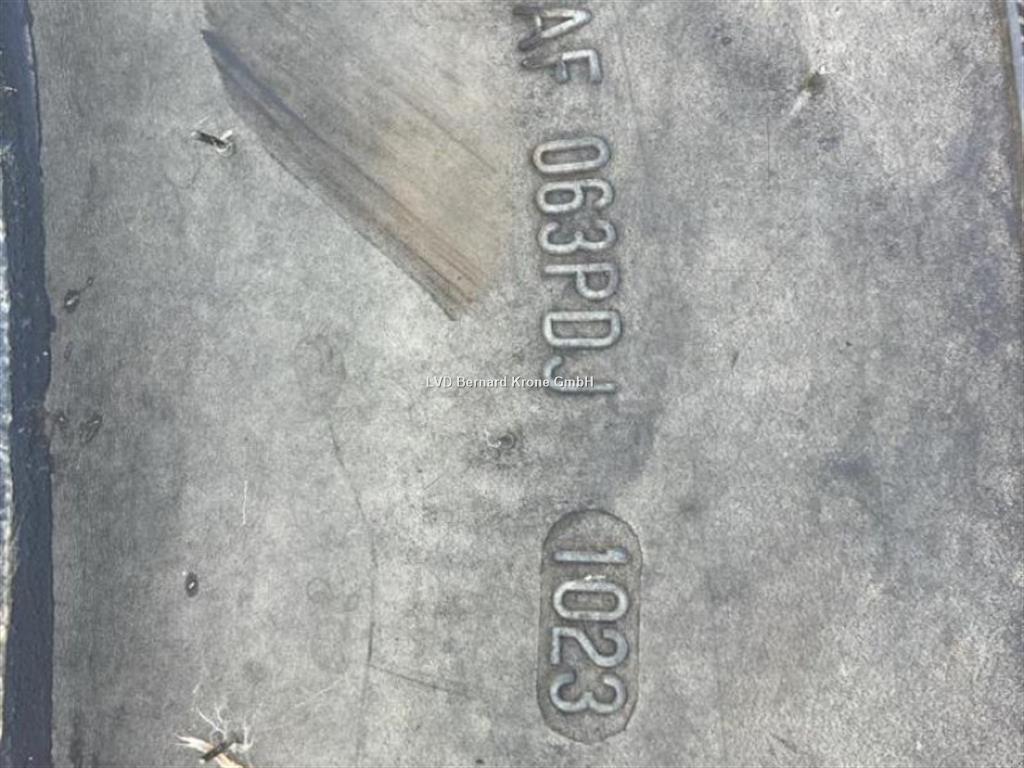 AF 063PDJ
1023
LVD Bernard Krone GmbH